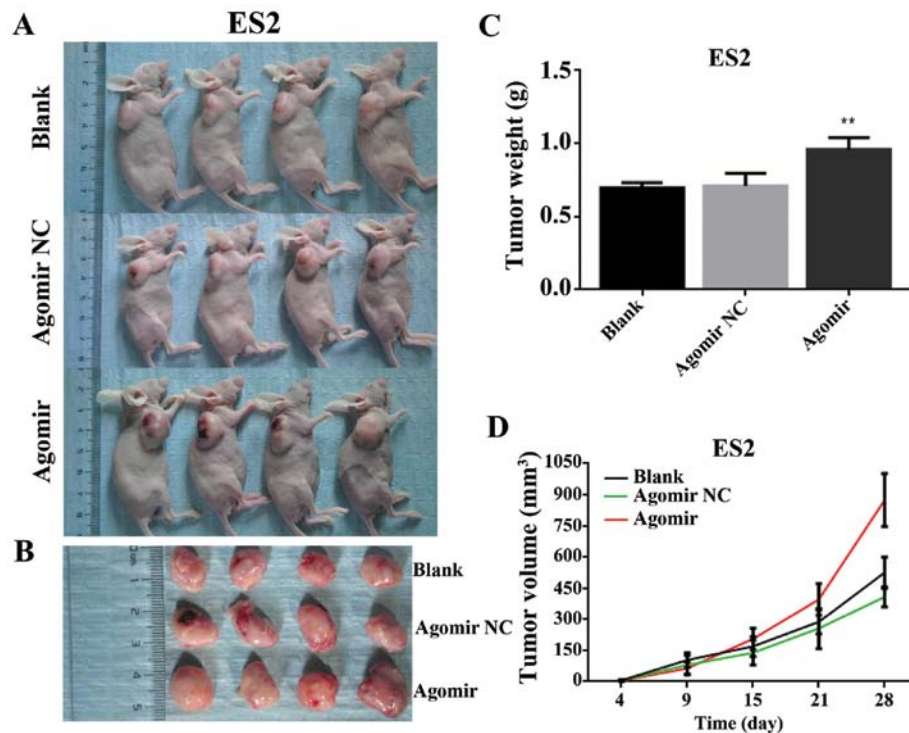 A
ES2
Blank
Agomir NC
Agomir
B
Blank
Agomir NC
Agomir
C
ES2
Tumor weight (g)
1.5
1.0
0.5
0.0
**
Blank
Agomir NC
Agomir
D
ES2
Tumor volume (mm³)
1050
900
750
600
450
300
150
0
Blank
Agomir NC
Agomir
4 9 15 21 28
Time (day)